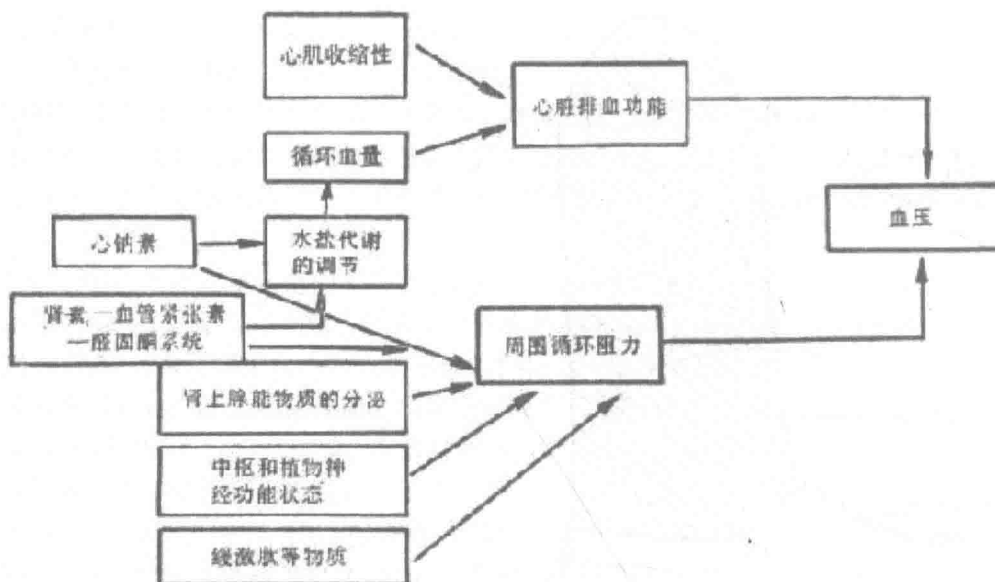 心肌收缩性
心脏排血功能
循环血量
血压
心钠素
水盐代谢
的调节
肾素—血管紧张素
—醛固酮系统
周围循环阻力
肾上腺能物质的分泌
中枢和植物神
经功能状态
缓激肽等物质